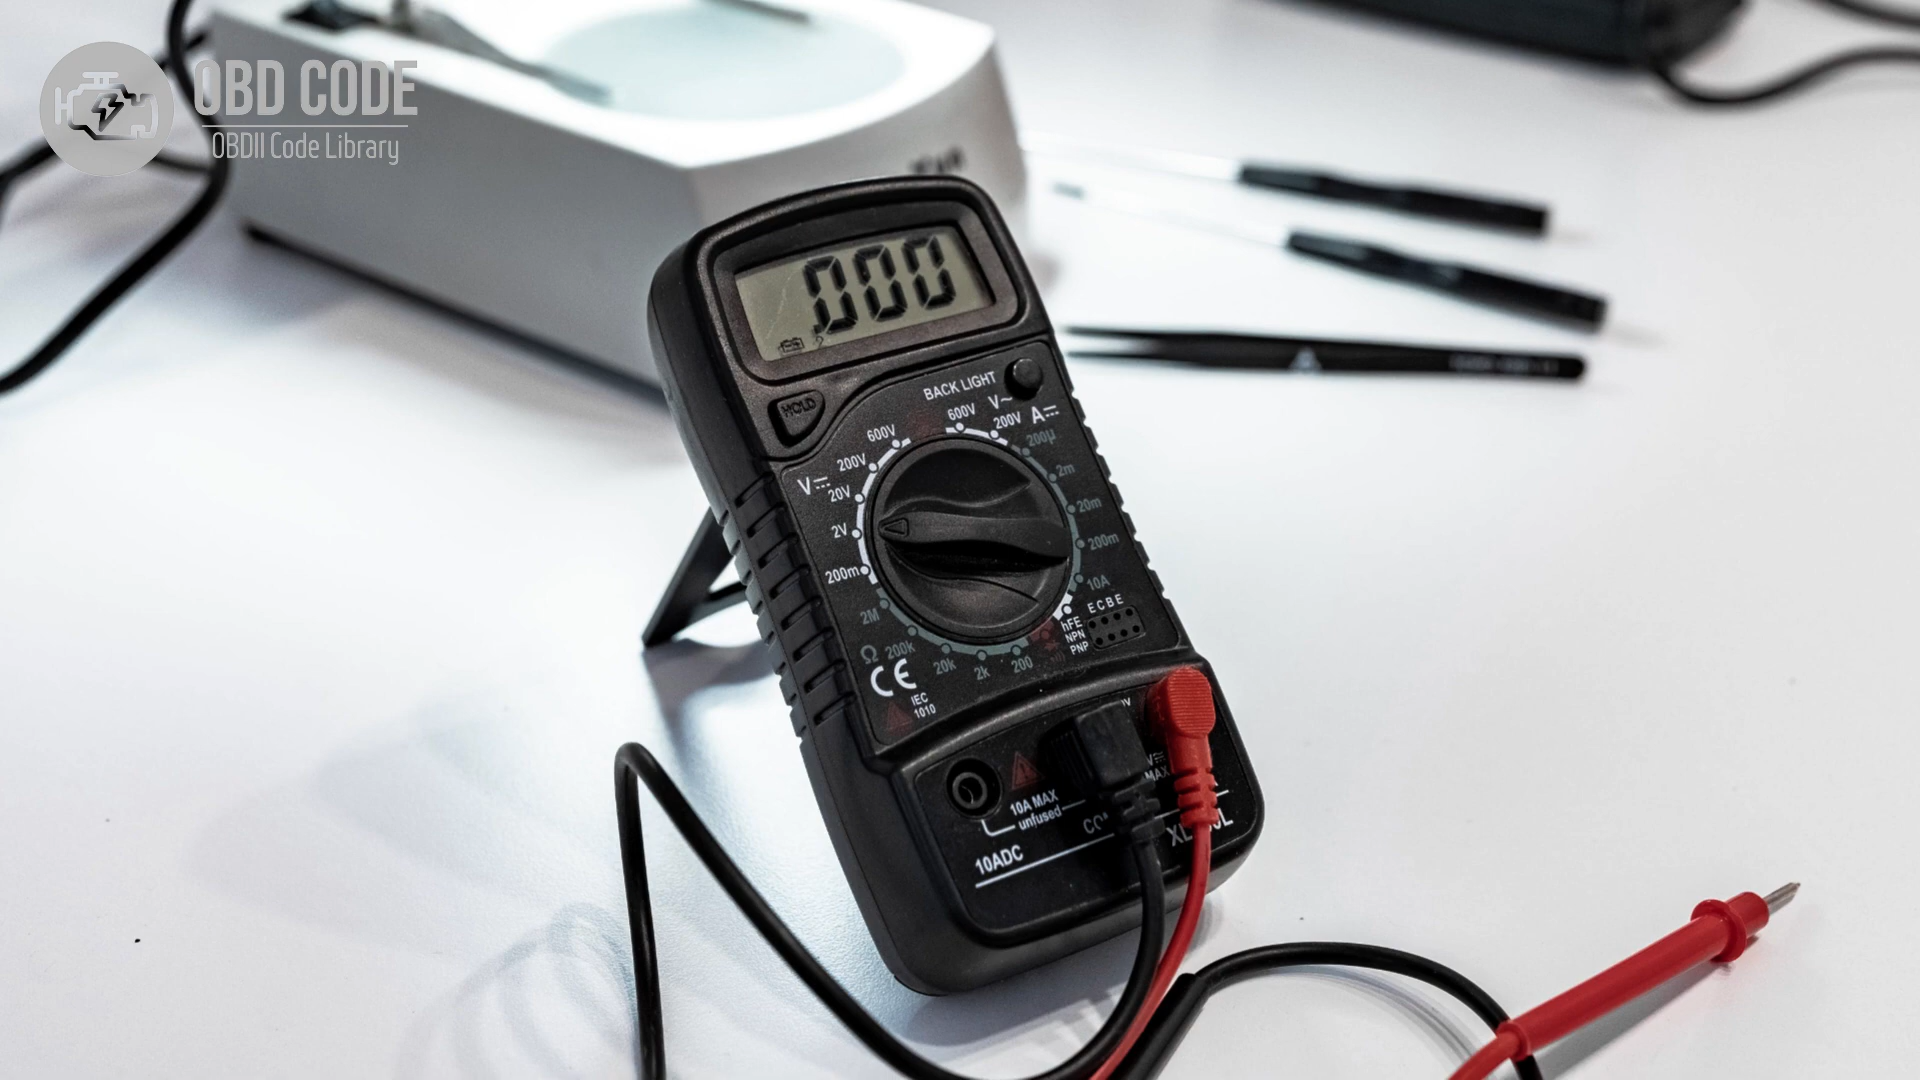 OBD CODE
OBDII Code Library
.000
HOLD
BACK LIGHT
600V
V~
200V
A⎓
600V
200V
V⎓
20V
2V
200m
200µ
2m
20m
200m
10A
2M
Ω
200k
20k
2k
200
hFE
NPN
PNP
E C B E
CE
IEC
1010
10A MAX
unfused
MAX
10ADC